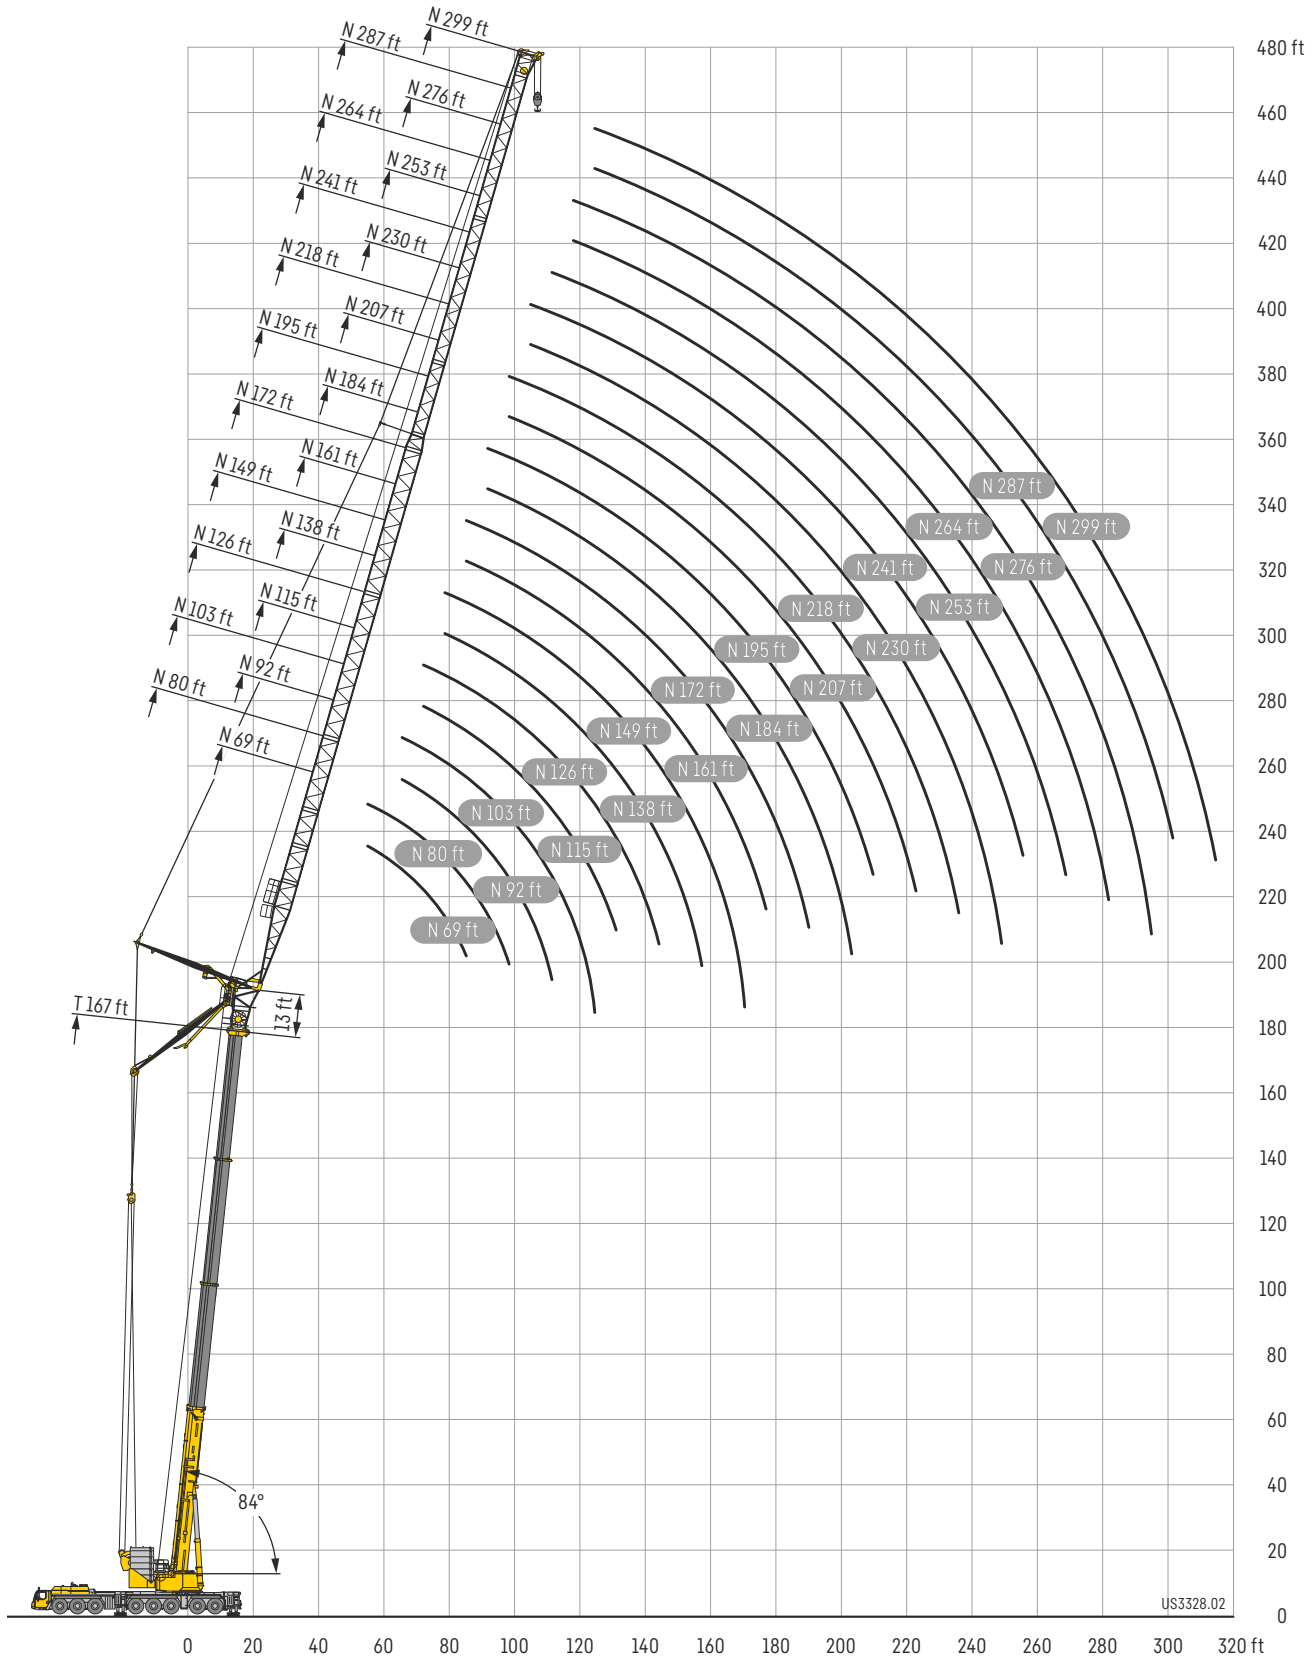 N 299 ft
N 287 ft
480 ft
N 276 ft
N 264 ft
460
N 253 ft
N 241 ft
440
N 230 ft
N 218 ft
420
N 207 ft
N 195 ft
400
N 184 ft
N 172 ft
380
N 161 ft
N 149 ft
360
N 138 ft
N 126 ft
340
N 115 ft
N 103 ft
320
N 92 ft
N 80 ft
300
N 69 ft
280
260
240
220
200
180
160
140
120
100
80
60
40
20
0
N 287 ft
N 264 ft
N 299 ft
N 241 ft
N 276 ft
N 218 ft
N 253 ft
N 195 ft
N 230 ft
N 172 ft
N 207 ft
N 149 ft
N 184 ft
N 126 ft
N 161 ft
N 103 ft
N 138 ft
N 80 ft
N 115 ft
N 92 ft
N 69 ft
T 167 ft
13 ft
84°
US3328.02
0 20 40 60 80 100 120 140 160 180 200 220 240 260 280 300 320 ft